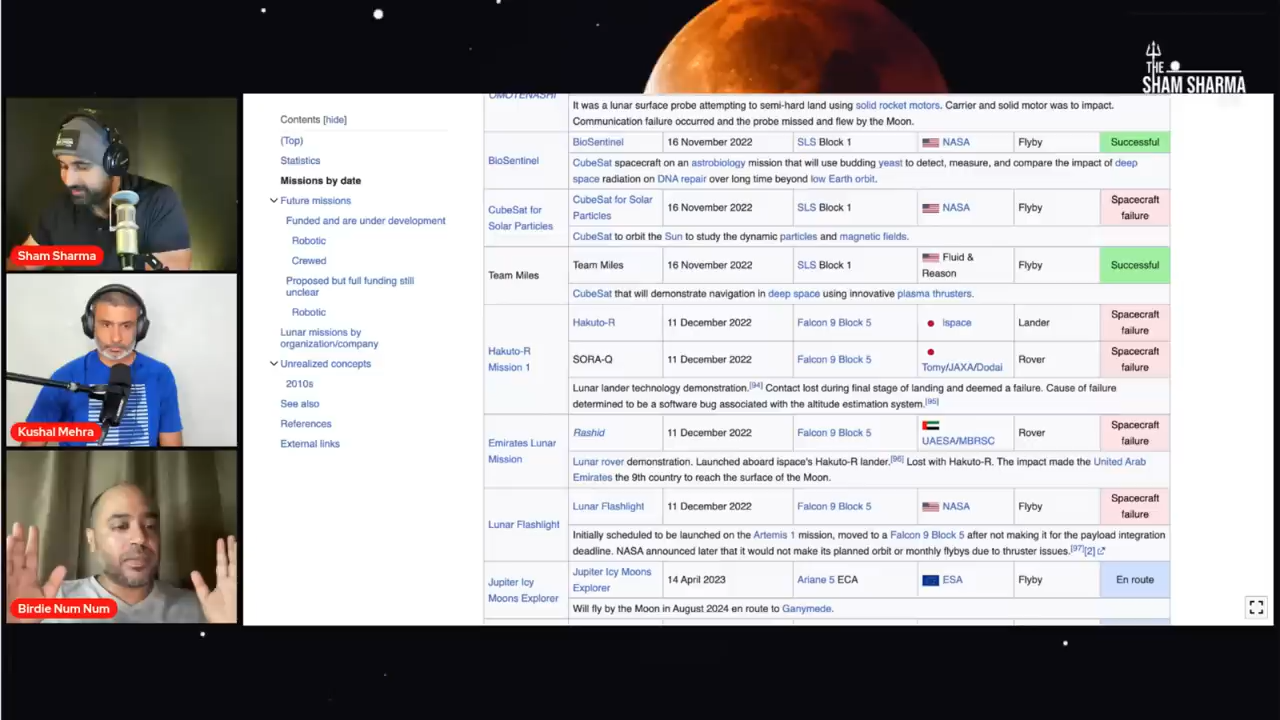 THE
SHAM SHARMA
Sham Sharma
Kushal Mehra
Birdie Num Num
Contents [hide]
(Top)
Statistics
Missions by date
Future missions
Funded and are under development
Robotic
Crewed
Proposed but full funding still
unclear
Robotic
Lunar missions by
organization/company
Unrealized concepts
2010s
See also
References
External links
OMOTENASHI
It was a lunar surface probe attempting to semi-hard land using solid rocket motors. Carrier and solid motor was to impact.
Communication failure occurred and the probe missed and flew by the Moon.
BioSentinel
BioSentinel 16 November 2022 SLS Block 1 NASA Flyby Successful
CubeSat spacecraft on an astrobiology mission that will use budding yeast to detect, measure, and compare the impact of deep
space radiation on DNA repair over long time beyond low Earth orbit.
CubeSat for
Solar Particles
CubeSat for Solar
Particles
16 November 2022 SLS Block 1 NASA Flyby
Spacecraft
failure
CubeSat to orbit the Sun to study the dynamic particles and magnetic fields.
Team Miles
Team Miles 16 November 2022 SLS Block 1
Fluid &
Reason
Flyby Successful
CubeSat that will demonstrate navigation in deep space using innovative plasma thrusters.
Hakuto-R
Mission 1
Hakuto-R 11 December 2022 Falcon 9 Block 5 ispace Lander
Spacecraft
failure
SORA-Q 11 December 2022 Falcon 9 Block 5
Tomy/JAXA/Dodai
Rover
Spacecraft
failure
Lunar lander technology demonstration.[94] Contact lost during final stage of landing and deemed a failure. Cause of failure
determined to be a software bug associated with the altitude estimation system.[95]
Emirates Lunar
Mission
Rashid 11 December 2022 Falcon 9 Block 5
UAESA/MBRSC
Rover
Spacecraft
failure
Lunar rover demonstration. Launched aboard ispace's Hakuto-R lander.[96] Lost with Hakuto-R. The impact made the United Arab
Emirates the 9th country to reach the surface of the Moon.
Lunar Flashlight
Lunar Flashlight 11 December 2022 Falcon 9 Block 5 NASA Flyby
Spacecraft
failure
Initially scheduled to be launched on the Artemis 1 mission, moved to a Falcon 9 Block 5 after not making it for the payload integration
deadline. NASA announced later that it would not make its planned orbit or monthly flybys due to thruster issues.[97][2]
Jupiter Icy
Moons Explorer
Jupiter Icy Moons
Explorer
14 April 2023 Ariane 5 ECA ESA Flyby En route
Will fly by the Moon in August 2024 en route to Ganymede.